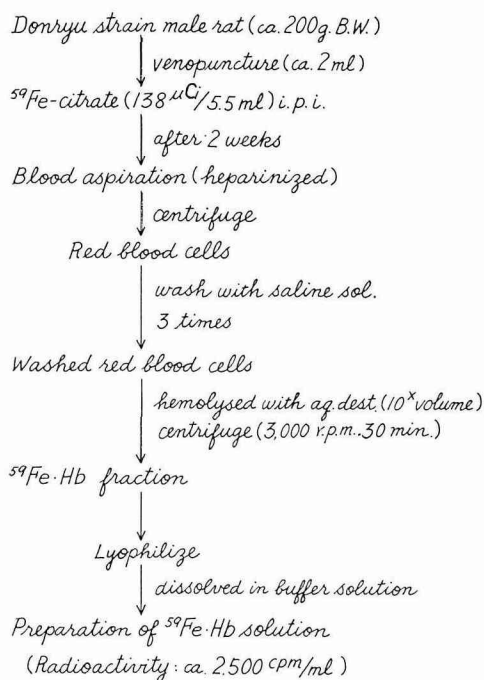 Donryu strain male rat (ca. 200g. B.W.)
venopuncture (ca. 2ml)
⁵⁹Fe-citrate (138 μCi/5.5 ml) i.p.i.
after 2 weeks
Blood aspiration (heparinized)
centrifuge
Red blood cells
wash with saline sol.
3 times
Washed red blood cells
hemolysed with aq. dest. (10ˣ volume)
centrifuge (3,000 r.p.m. 30 min.)
⁵⁹Fe·Hb fraction
Lyophilize
dissolved in buffer solution
Preparation of ⁵⁹Fe·Hb solution
(Radioactivity: ca. 2,500 cpm/ml)